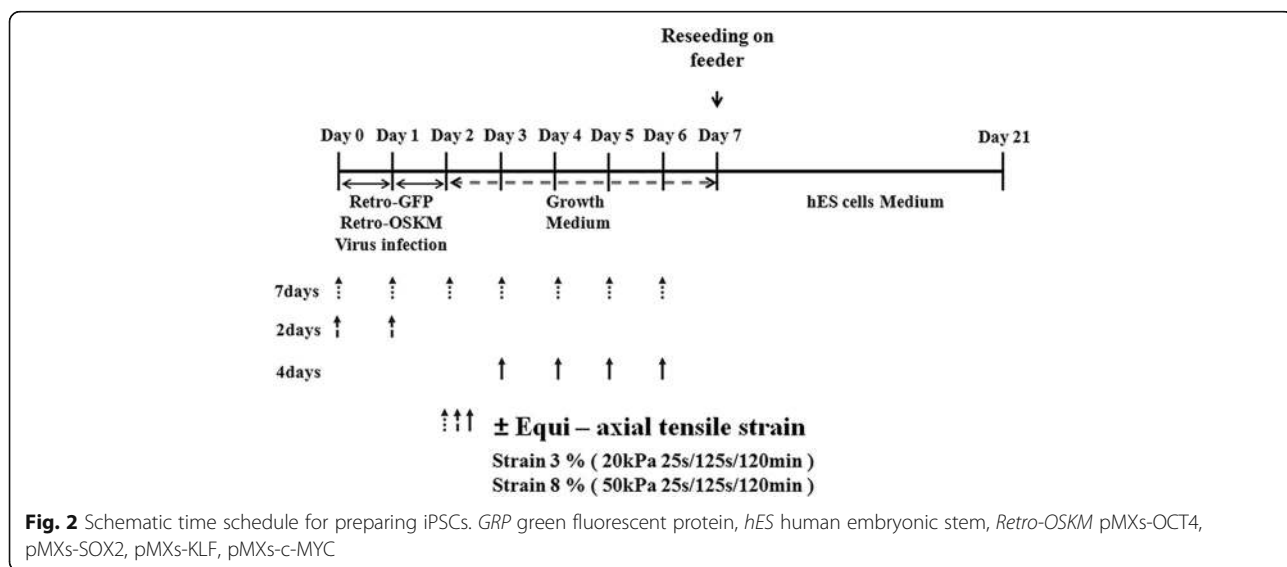 Reseeding on
feeder
Day 0 Day 1 Day 2 Day 3 Day 4 Day 5 Day 6 Day 7 Day 21
Retro-GFP
Retro-OSKM
Virus infection
Growth
Medium
hES cells Medium
7days
2days
4days
± Equi – axial tensile strain
Strain 3 % ( 20kPa 25s/125s/120min )
Strain 8 % ( 50kPa 25s/125s/120min )
Fig. 2 Schematic time schedule for preparing iPSCs. GRP green fluorescent protein, hES human embryonic stem, Retro-OSKM pMXs-OCT4,
pMXs-SOX2, pMXs-KLF, pMXs-c-MYC